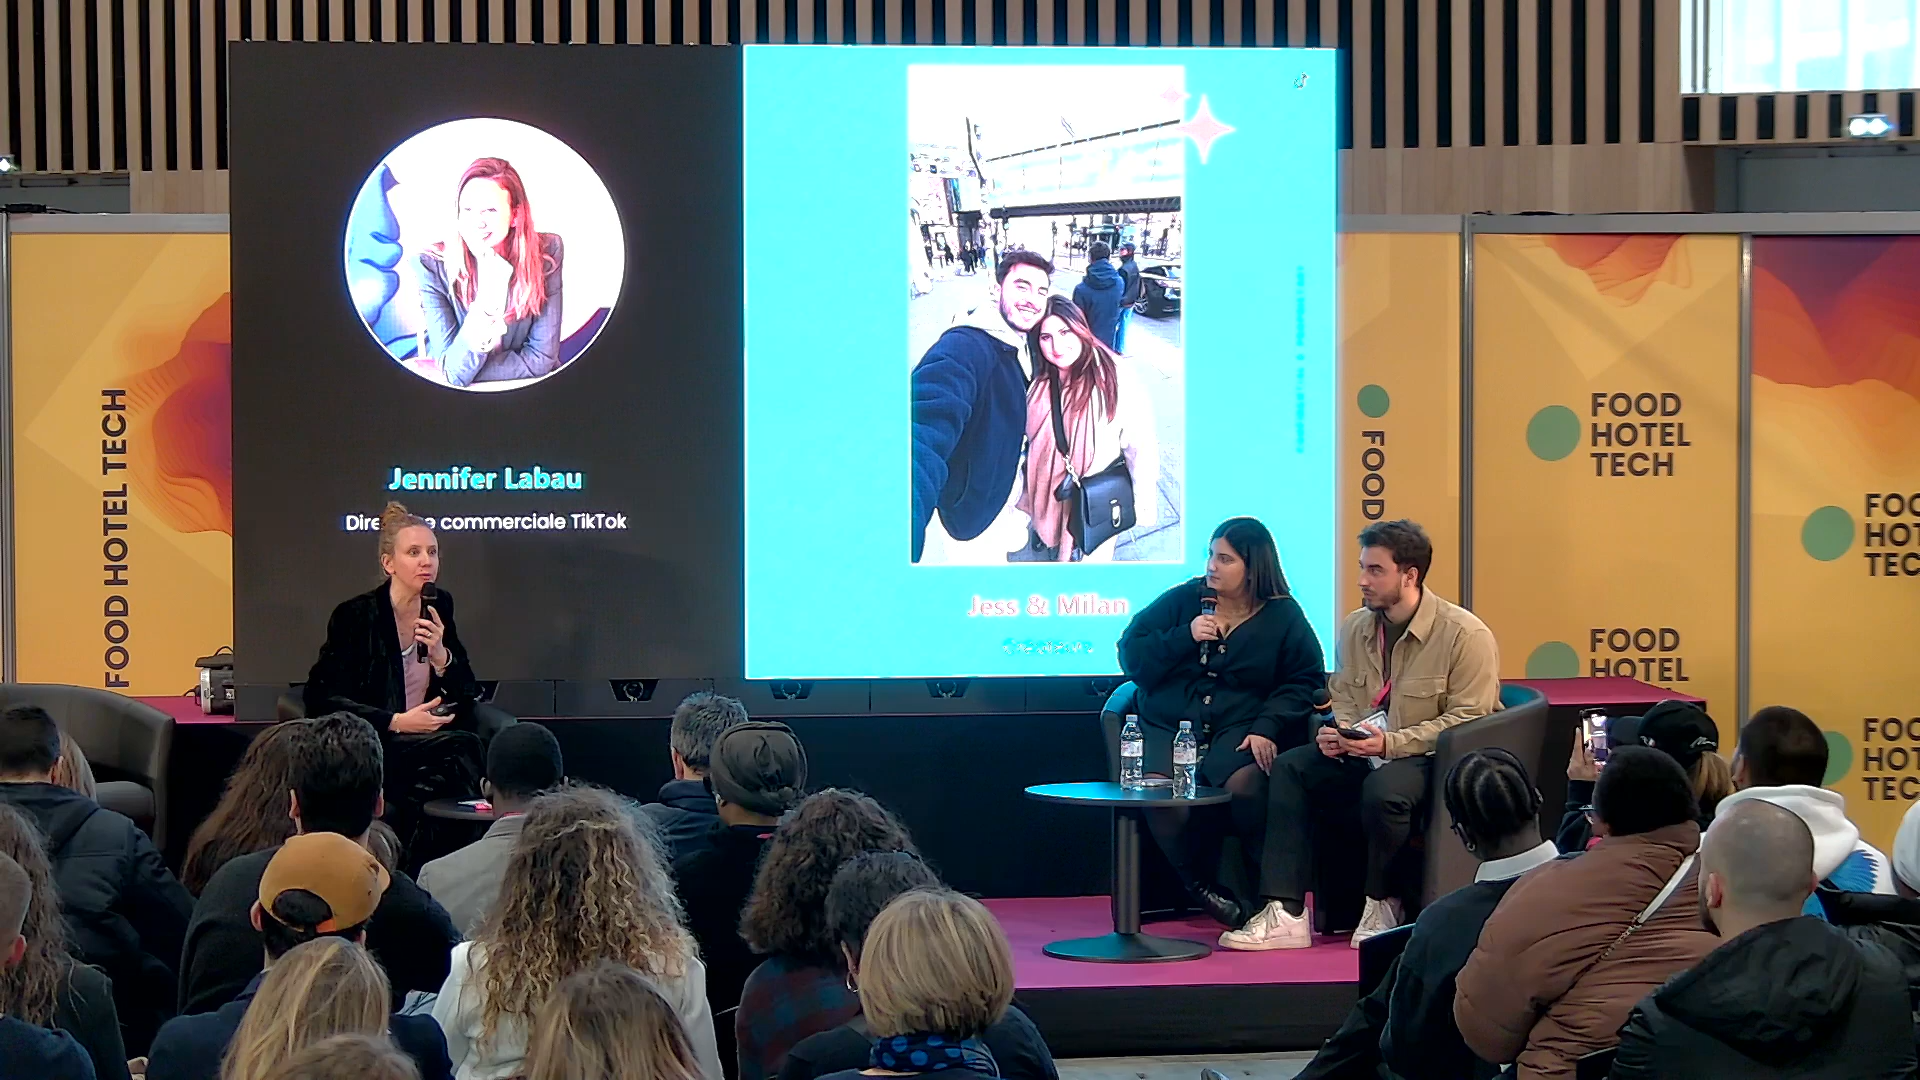 Jennifer Labau
commerciale TikTok
Jess & Milan
FOOD HOTEL TECH
FOOD
FOOD
HOTEL
TECH
FOOD
HOTEL